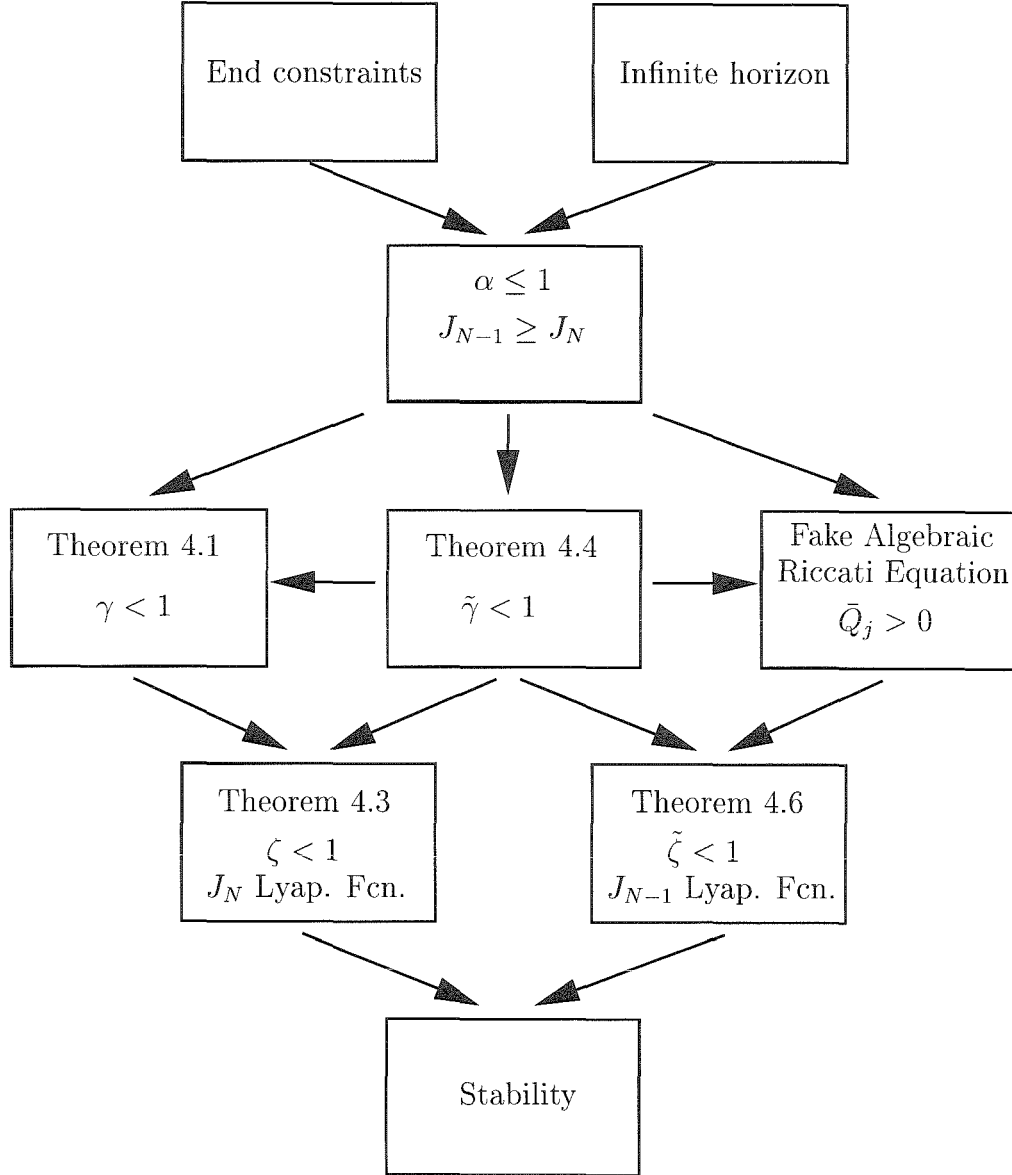 End constraints
Infinite horizon
α ≤ 1
J_{N−1} ≥ J_N
Theorem 4.1
γ < 1
Theorem 4.4
γ̃ < 1
Fake Algebraic
Riccati Equation
Q̄_j > 0
Theorem 4.3
ζ < 1
J_N Lyap. Fcn.
Theorem 4.6
ζ̃ < 1
J_{N−1} Lyap. Fcn.
Stability